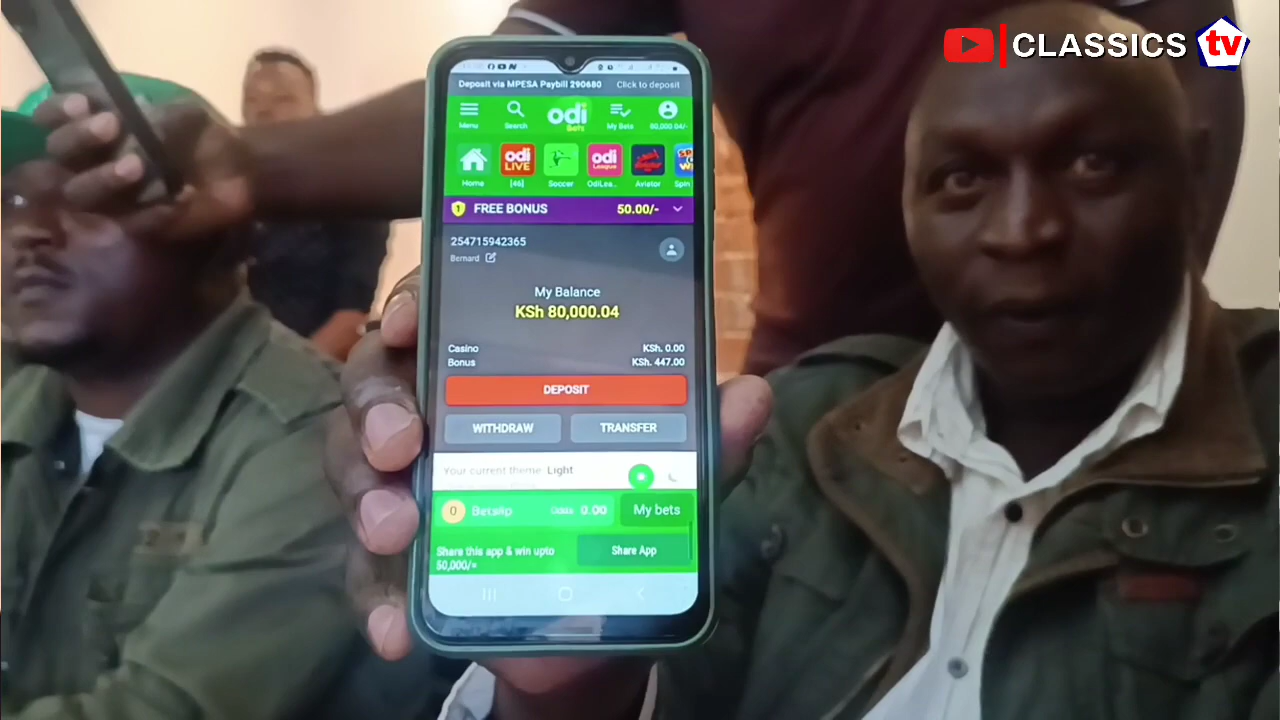 CLASSICS tv
Deposit via MPESA Paybill 290680 Click to deposit
Menu
Search
odi
Bets
My Bets
80,000.04/-
odi
LIVE
odi
League
Home
[46]
Soccer
OdiLea..
Aviator
Spin
FREE BONUS 50.00/-
254715942365
Bernard
My Balance
KSh 80,000.04
Casino KSh. 0.00
Bonus KSh. 447.00
DEPOSIT
WITHDRAW TRANSFER
Your current theme: Light
0 Betslip Odds 0.00 My bets
Share this app & win upto
50,000/=
Share App